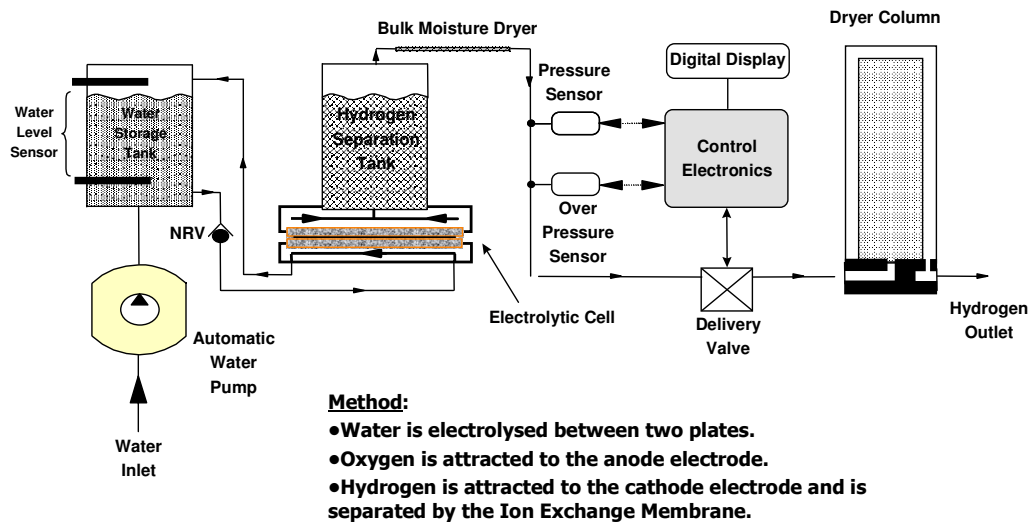 Dryer Column
Bulk Moisture Dryer
Digital Display
Pressure
Sensor
Water
Level
Sensor
Water
Storage
Tank
Hydrogen
Separation
Tank
Control
Electronics
NRV
Over
Pressure
Sensor
Electrolytic Cell
Delivery
Valve
Hydrogen
Outlet
Automatic
Water
Pump
Water
Inlet
Method:
●Water is electrolysed between two plates.
●Oxygen is attracted to the anode electrode.
●Hydrogen is attracted to the cathode electrode and is
separated by the Ion Exchange Membrane.